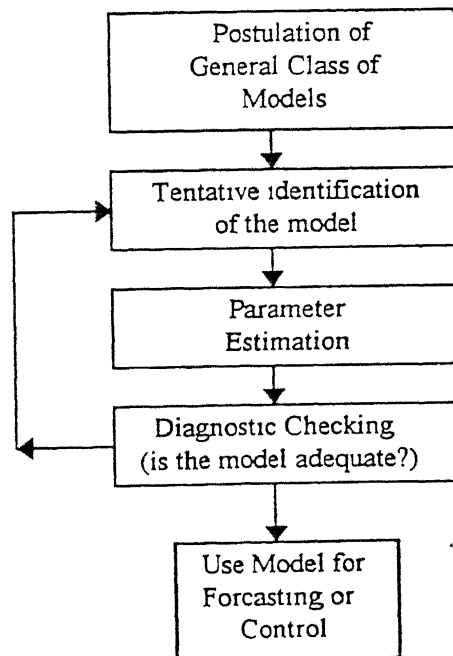 Postulation of
General Class of
Models
Tentative identification
of the model
Parameter
Estimation
Diagnostic Checking
(is the model adequate?)
Use Model for
Forcasting or
Control